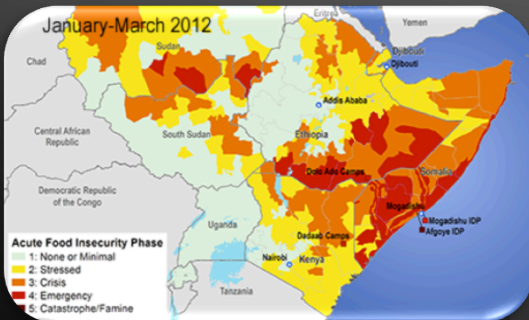 January-March 2012
Eritrea
Yemen
Sudan
Chad
Djibouti
Djibouti
Addis Ababa
Central African
Republic
South Sudan
Ethiopia
Dolo Ado Camps
Somalia
Democratic Republic
of the Congo
Mogadishu
Uganda
Mogadishu IDP
Afgoye IDP
Dadaab Camps
Nairobi
Kenya
Tanzania
Acute Food Insecurity Phase
1: None or Minimal
2: Stressed
3: Crisis
4: Emergency
5: Catastrophe/Famine